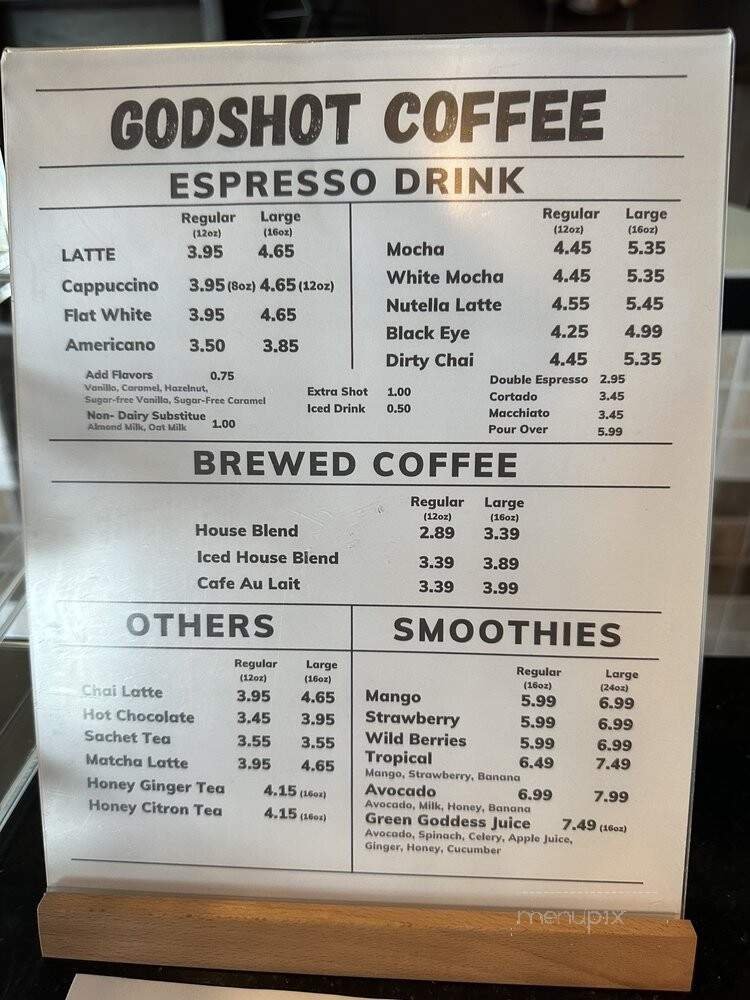 GODSHOT COFFEE
ESPRESSO DRINK
Regular Large
(12oz) (16oz)
LATTE 3.95 4.65
Cappuccino 3.95 (8oz) 4.65 (12oz)
Flat White 3.95 4.65
Americano 3.50 3.85
Regular Large
(12oz) (16oz)
Mocha 4.45 5.35
White Mocha 4.45 5.35
Nutella Latte 4.55 5.45
Black Eye 4.25 4.99
Dirty Chai 4.45 5.35
Add Flavors 0.75
Vanilla, Caramel, Hazelnut,
Sugar-free Vanilla, Sugar-Free Caramel
Non- Dairy Substitue 1.00
Almond Milk, Oat Milk
Extra Shot 1.00
Iced Drink 0.50
Double Espresso 2.95
Cortado 3.45
Macchiato 3.45
Pour Over 5.99
BREWED COFFEE
Regular Large
(12oz) (16oz)
House Blend 2.89 3.39
Iced House Blend 3.39 3.89
Cafe Au Lait 3.39 3.99
OTHERS
Regular Large
(12oz) (16oz)
Chai Latte 3.95 4.65
Hot Chocolate 3.45 3.95
Sachet Tea 3.55 3.55
Matcha Latte 3.95 4.65
Honey Ginger Tea 4.15 (16oz)
Honey Citron Tea 4.15 (16oz)
SMOOTHIES
Regular Large
(16oz) (24oz)
Mango 5.99 6.99
Strawberry 5.99 6.99
Wild Berries 5.99 6.99
Tropical 6.49 7.49
Mango, Strawberry, Banana
Avocado 6.99 7.99
Avocado, Milk, Honey, Banana
Green Goddess Juice 7.49 (16oz)
Avocado, Spinach, Celery, Apple Juice,
Ginger, Honey, Cucumber
menupix